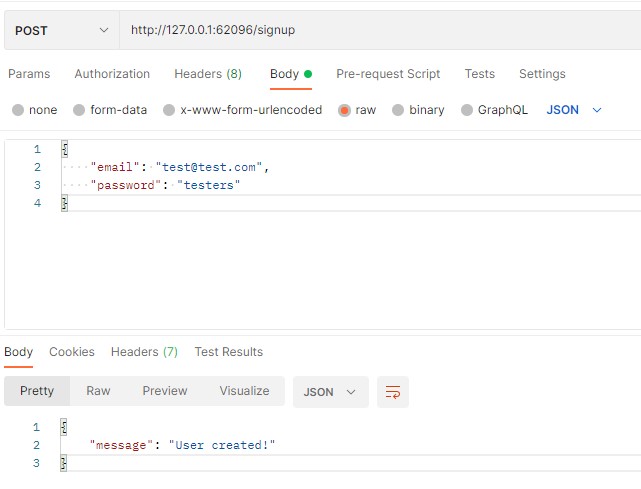 POST http://127.0.0.1:62096/signup
Params Authorization Headers (8) Body Pre-request Script Tests Settings
none form-data x-www-form-urlencoded raw binary GraphQL JSON
1 {
2 "email": "test@test.com",
3 "password": "testers"
4 }
Body Cookies Headers (7) Test Results
Pretty Raw Preview Visualize JSON
1 {
2 "message": "User created!"
3 }